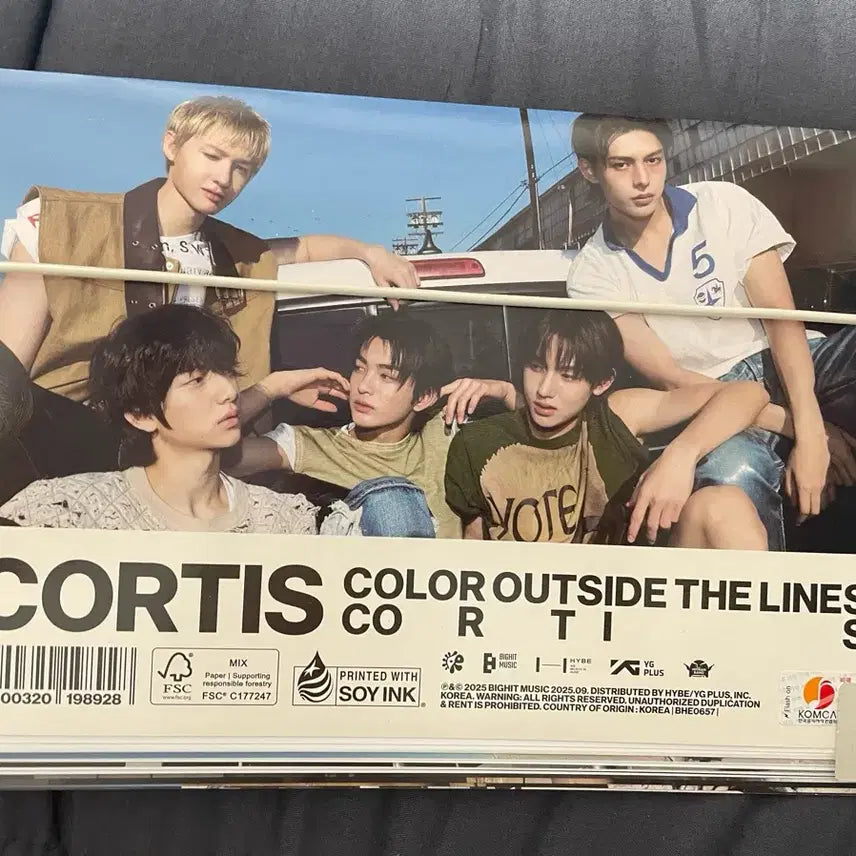 5
VOTE
CORTIS
COLOR OUTSIDE THE LINES
CO R T I S
00320 198928
FSC
www.fsc.org
MIX
Paper | Supporting
responsible forestry
FSC® C177247
PRINTED WITH
SOY INK
BIGHIT
MUSIC
HYBE
YG
PLUS
℗&© 2025 BIGHIT MUSIC 2025.09. DISTRIBUTED BY HYBE/YG PLUS, INC.
KOREA. WARNING: ALL RIGHTS RESERVED. UNAUTHORIZED DUPLICATION
& RENT IS PROHIBITED. COUNTRY OF ORIGIN : KOREA | BHE0657 |
Flash on
KOMCA